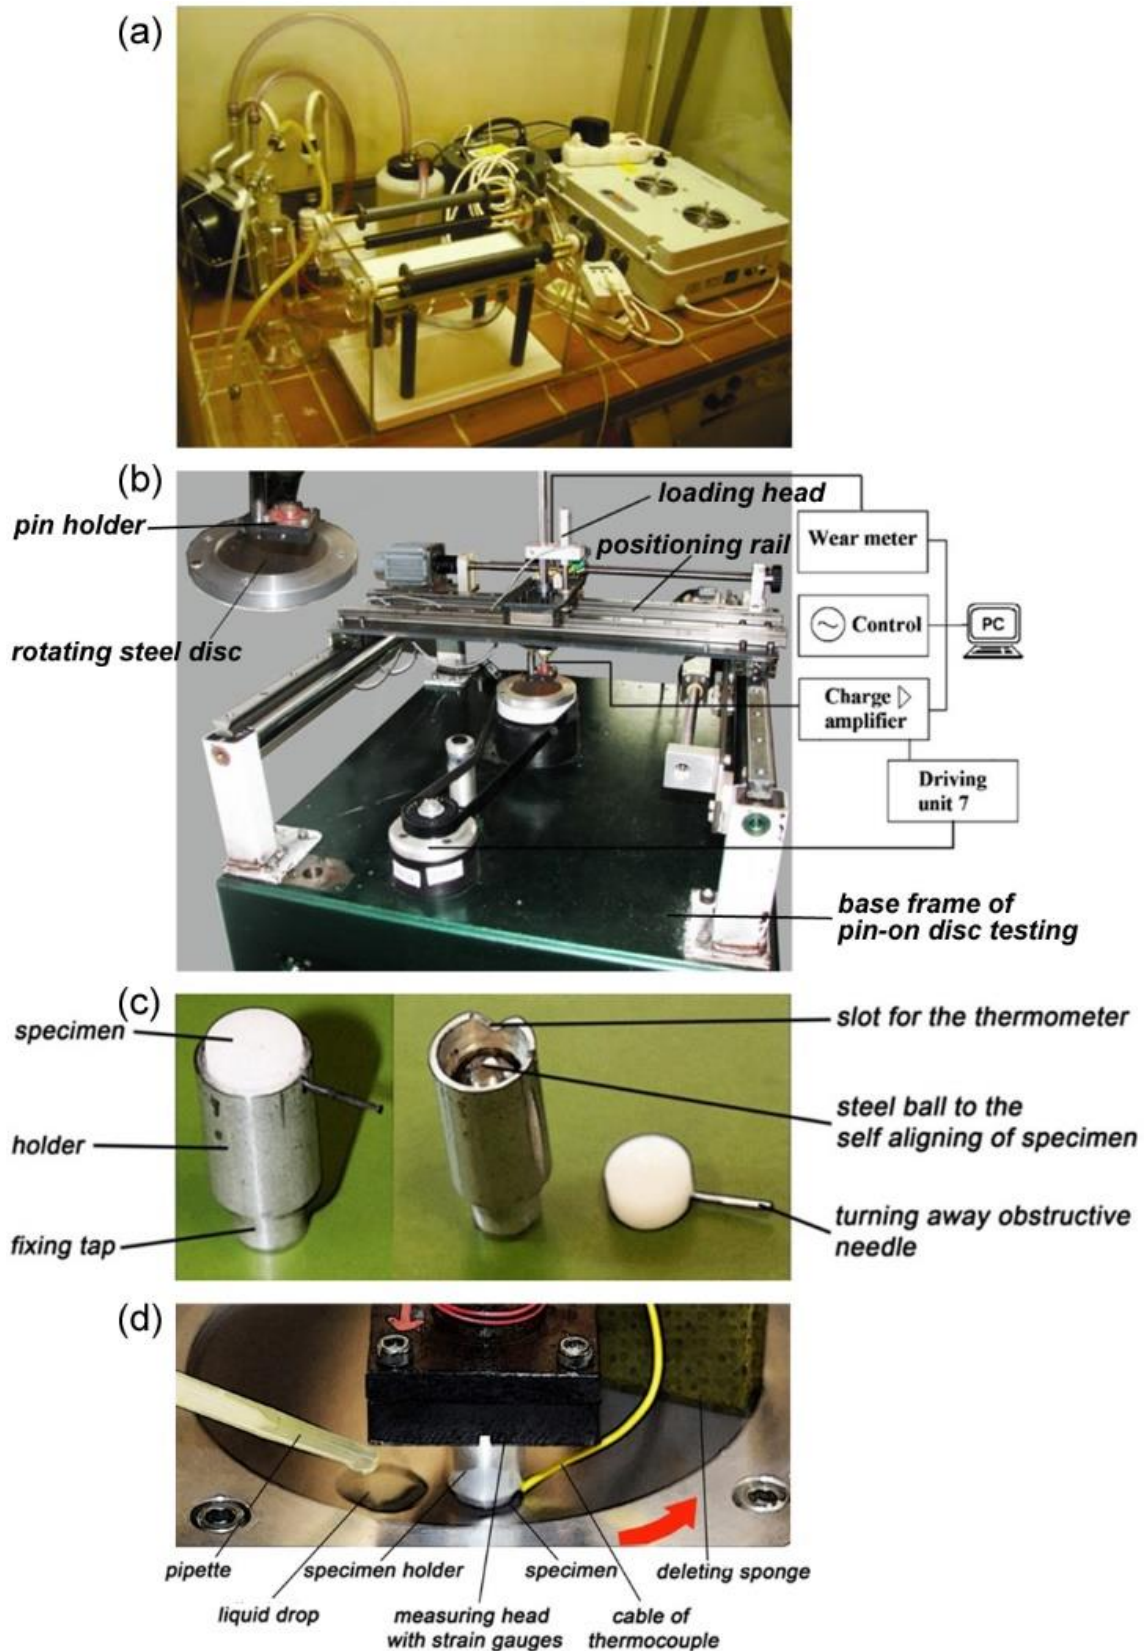 (a)
(b)
pin holder
rotating steel disc
loading head
positioning rail
Wear meter
Control
PC
Charge
amplifier
Driving
unit 7
base frame of
pin-on disc testing
(c)
specimen
holder
fixing tap
slot for the thermometer
steel ball to the
self aligning of specimen
turning away obstructive
needle
(d)
pipette
specimen holder
specimen
deleting sponge
liquid drop
measuring head
with strain gauges
cable of
thermocouple